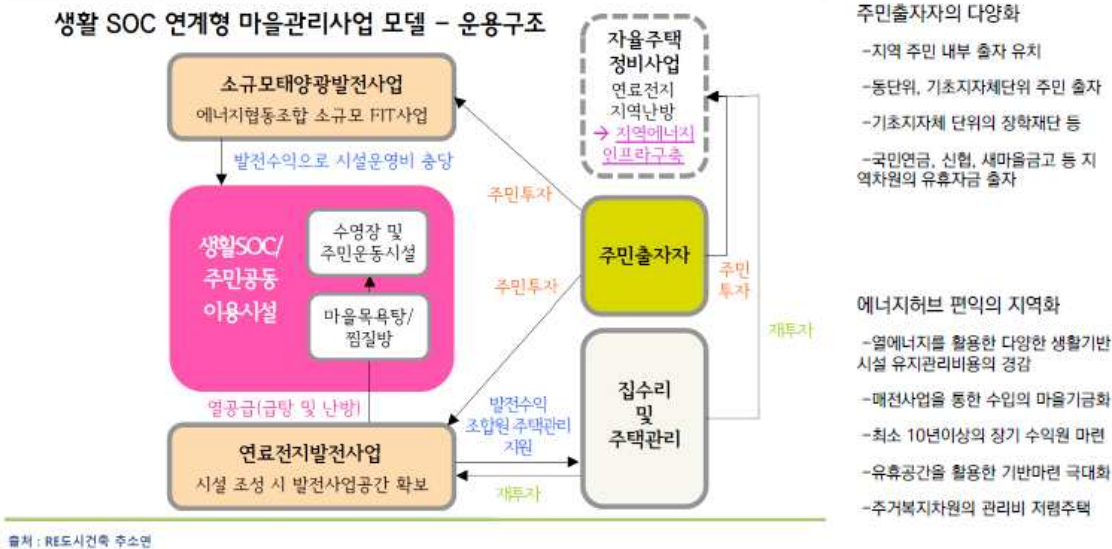 생활 SOC 연계형 마을관리사업 모델 – 운용구조
소규모태양광발전사업
에너지협동조합 소규모 FIT사업
발전수익으로 시설운영비 충당
생활SOC/
주민공동
이용시설
수영장 및
주민운동시설
마을목욕탕/
찜질방
열공급(급탕 및 난방)
연료전지발전사업
시설 조성 시 발전사업공간 확보
자율주택
정비사업
연료전지
지역난방
→ 지역에너지
인프라구축
주민투자
주민투자
주민출자자
주민
투자
재투자
집수리
및
주택관리
발전수익
조합원 주택관리
지원
재투자
주민출자자의 다양화
-지역 주민 내부 출자 유치
-동단위, 기초지자체단위 주민 출자
-기초지자체 단위의 장학재단 등
-국민연금, 신협, 새마을금고 등 지
역차원의 유휴자금 출자
에너지허브 편익의 지역화
-열에너지를 활용한 다양한 생활기반
시설 유지관리비용의 경감
-매전사업을 통한 수입의 마을기금화
-최소 10년이상의 장기 수익원 마련
-유휴공간을 활용한 기반마련 극대화
-주거복지차원의 관리비 저렴주택
출처 : RE도시건축 추소연